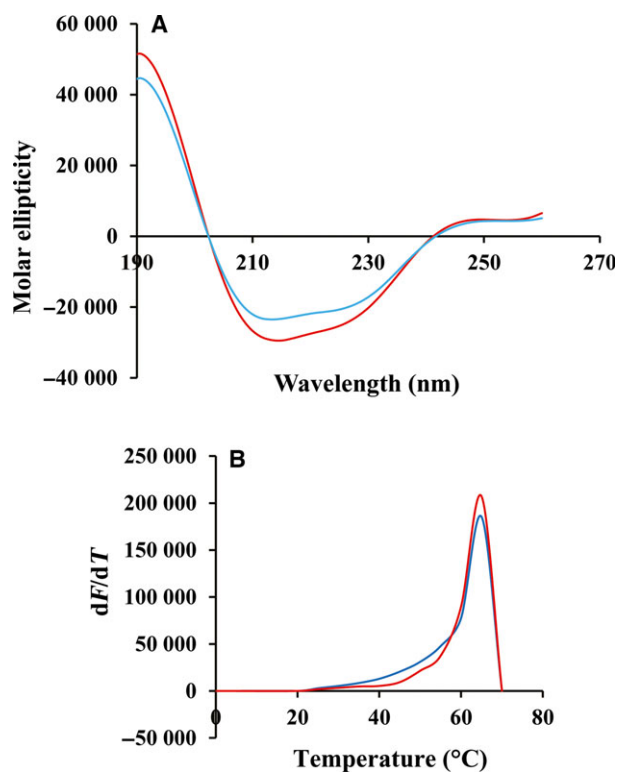 A
60 000
40 000
20 000
0
−20 000
−40 000
Molar ellipticity
190 210 230 250 270
Wavelength (nm)
B
250 000
200 000
150 000
100 000
50 000
0
−50 000
dF/dT
0 20 40 60 80
Temperature (°C)